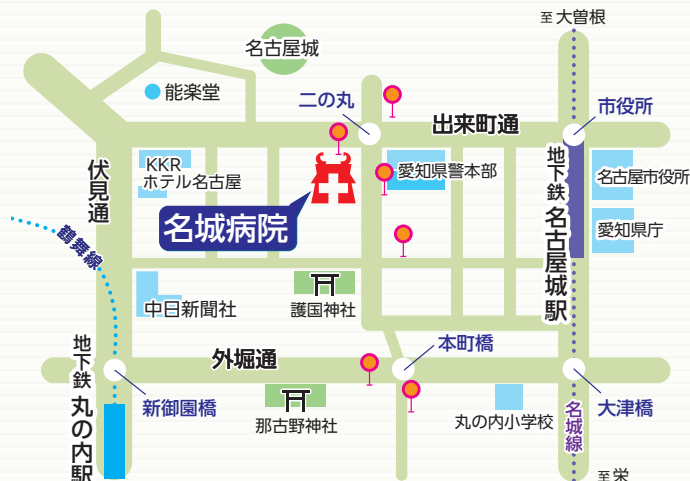 至 大曽根
名古屋城
能楽堂
二の丸
市役所
出来町通
KKR
ホテル名古屋
愛知県警本部
地下鉄 名古屋城駅
名古屋市役所
伏見通
名城病院
愛知県庁
鶴舞線
中日新聞社
護国神社
地下鉄 丸の内駅
外堀通
本町橋
新御園橋
那古野神社
丸の内小学校
名城線
大津橋
至 栄